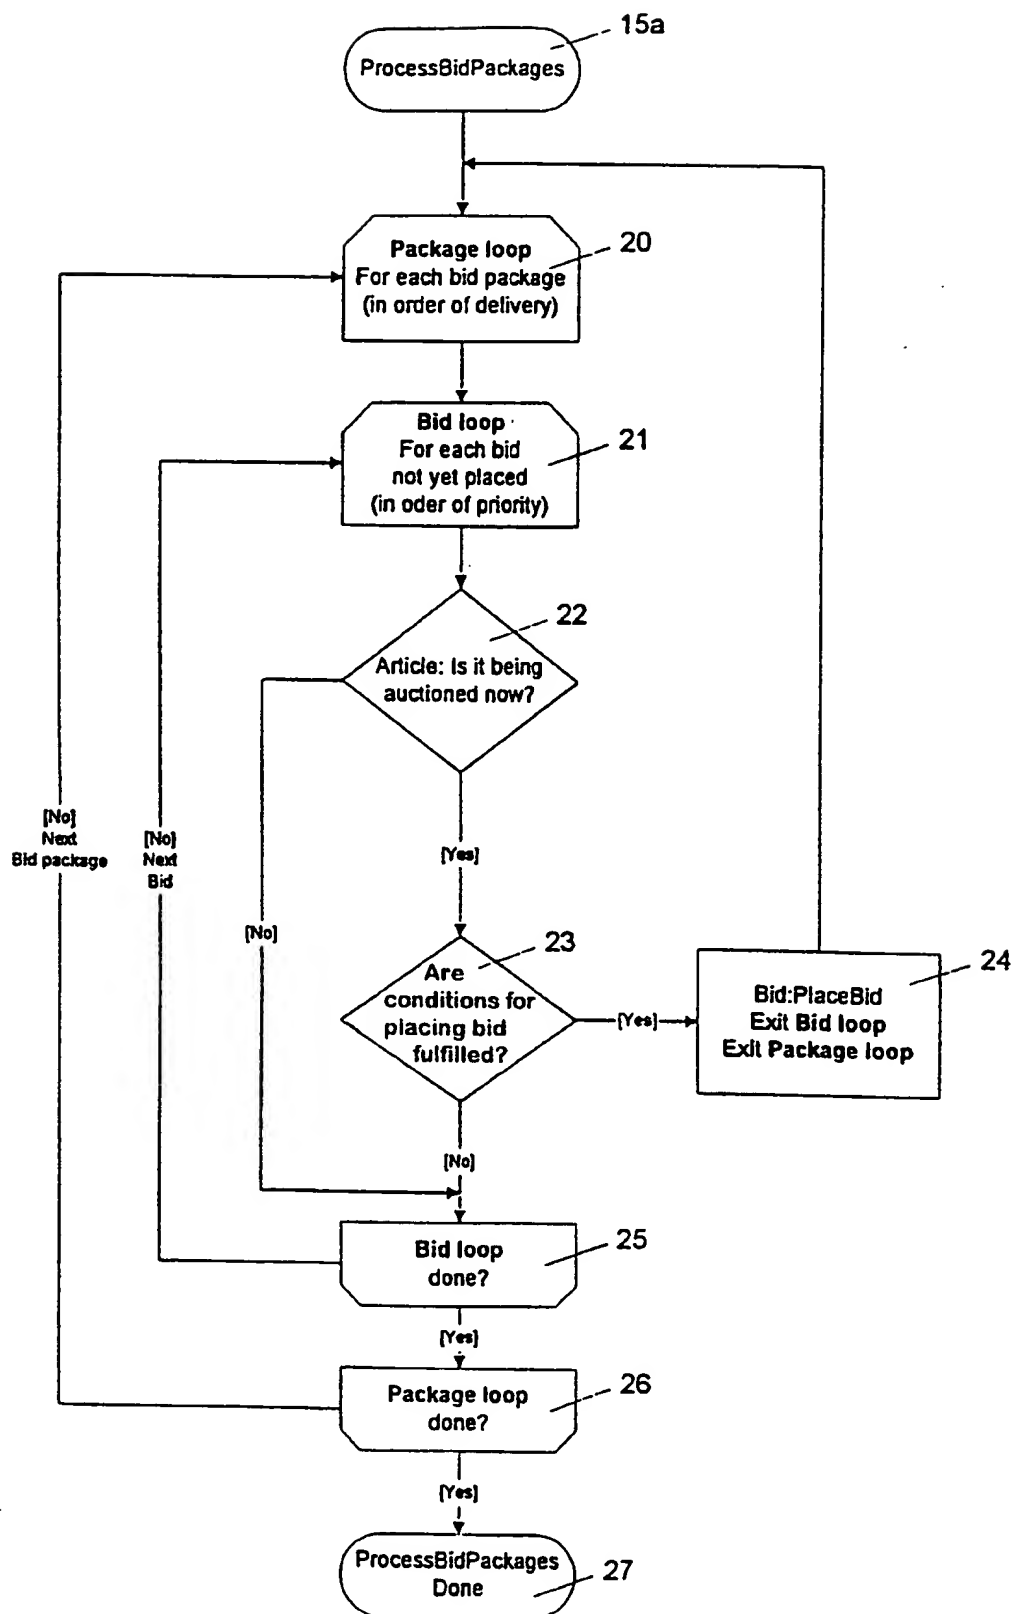 15a
ProcessBidPackages
20
Package loop
For each bid package
(in order of delivery)
21
Bid loop
For each bid
not yet placed
(in oder of priority)
22
Article: Is it being
auctioned now?
[No]
Next
Bid package
[No]
Next
Bid
[Yes]
[No]
23
Are
conditions for
placing bid
fulfilled?
[Yes]
24
Bid:PlaceBid
Exit Bid loop
Exit Package loop
[No]
25
Bid loop
done?
[Yes]
26
Package loop
done?
[Yes]
ProcessBidPackages
Done
27